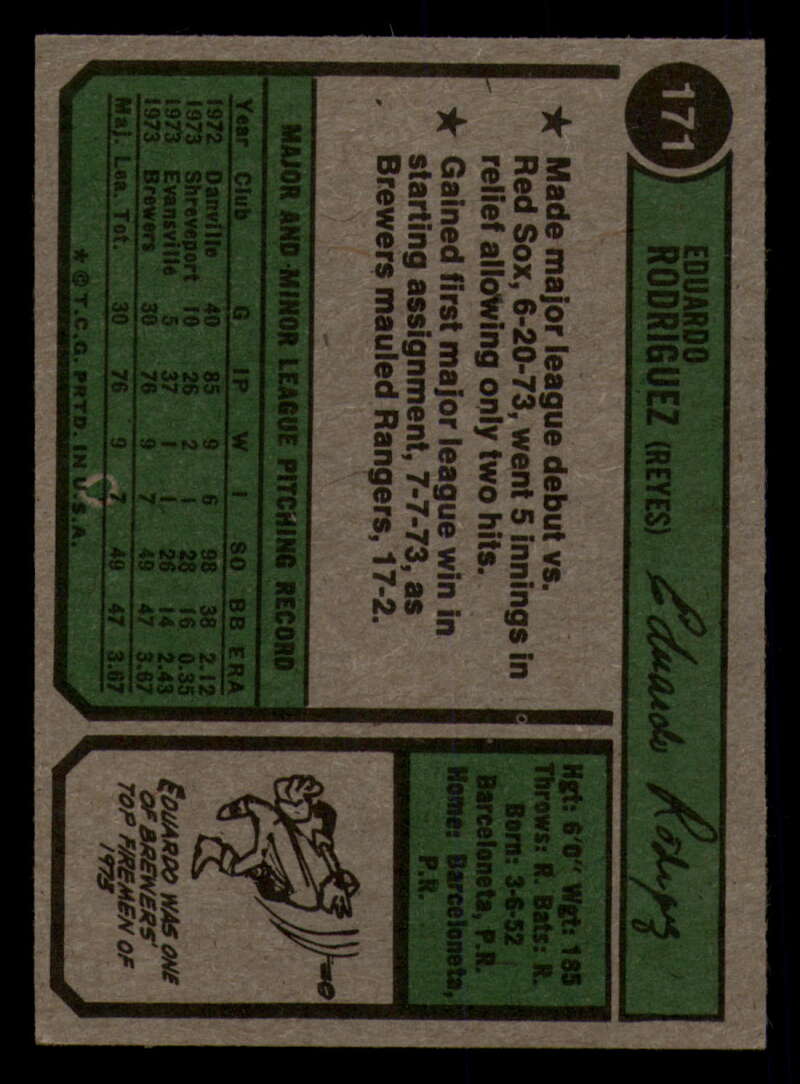 171
EDUARDO
RODRIGUEZ (REYES)
Eduardo Rodriguez
★ Made major league debut vs.
Red Sox, 6-20-73, went 5 innings in
relief allowing only two hits.
★ Gained first major league win in
starting assignment, 7-7-73, as
Brewers mauled Rangers, 17-2.
MAJOR AND MINOR LEAGUE PITCHING RECORD
Year Club G IP W l SO BB ERA
1972 Danville 40 85 9 6 98 38 2.12
1973 Shreveport 10 26 2 1 28 16 0.35
1973 Evansville 5 37 1 1 26 14 2.43
1973 Brewers 30 76 9 7 49 47 3.67
Maj. Lea. Tot. 30 76 9 7 49 47 3.67
* © T.C.G. PRTD. IN U.S.A.
Hgt: 6'0" Wgt: 185
Throws: R. Bats: R.
Born: 3-6-52
Barceloneta, P.R.
Home: Barceloneta,
P.R.
EDUARDO WAS ONE
OF BREWERS'
TOP FIREMEN OF
1973